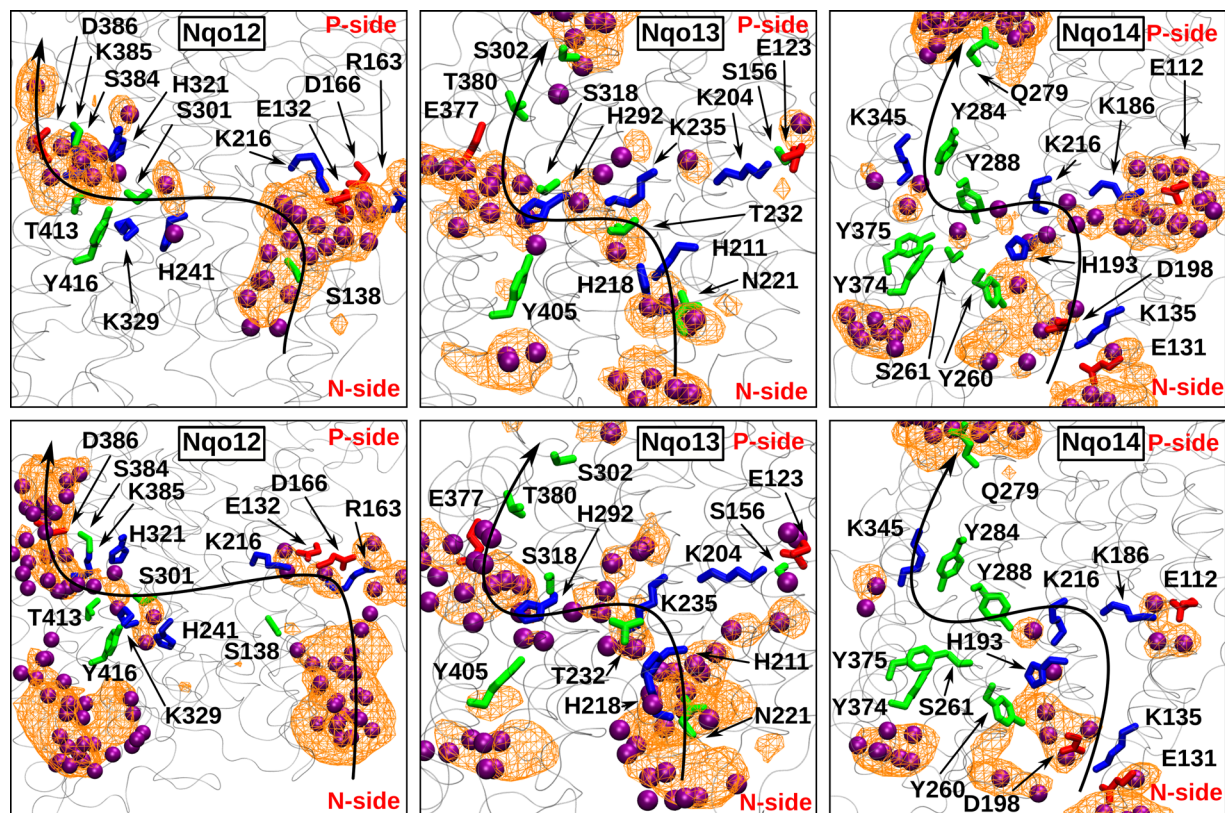 Nqo12
P-side
D386
K385
S384
H321
S301
K216
E132
D166
R163
T413
Y416
K329
H241
S138
N-side
Nqo13
P-side
S302
T380
E377
S318
H292
K235
K204
S156
E123
T232
H211
H218
N221
Y405
N-side
Nqo14
P-side
Q279
E112
K345
Y284
Y288
K216
K186
Y375
Y374
H193
D198
K135
E131
S261
Y260
N-side
Nqo12
P-side
D386
S384
K385
H321
S301
K216
E132
D166
R163
T413
Y416
H241
S138
K329
N-side
Nqo13
P-side
S302
E377
T380
H292
S318
K204
S156
E123
K235
Y405
T232
H211
H218
N221
N-side
Nqo14
P-side
Q279
K345
Y284
Y288
K216
K186
E112
H193
Y375
Y374
S261
K135
E131
Y260
D198
N-side